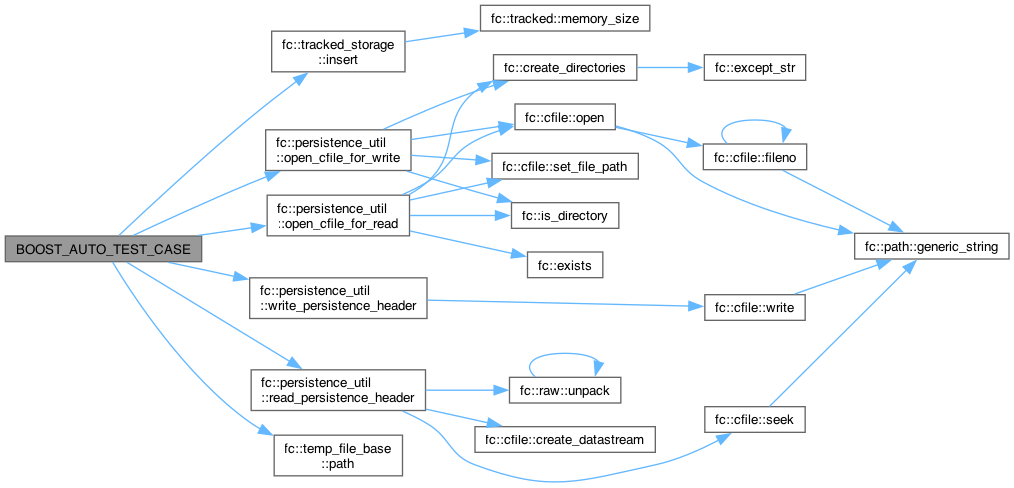 BOOST_AUTO_TEST_CASE
fc::tracked_storage
::insert
fc::persistence_util
::open_cfile_for_write
fc::persistence_util
::open_cfile_for_read
fc::persistence_util
::write_persistence_header
fc::persistence_util
::read_persistence_header
fc::temp_file_base
::path
fc::tracked::memory_size
fc::create_directories
fc::cfile::open
fc::cfile::set_file_path
fc::is_directory
fc::exists
fc::raw::unpack
fc::cfile::create_datastream
fc::except_str
fc::cfile::fileno
fc::cfile::write
fc::cfile::seek
fc::path::generic_string